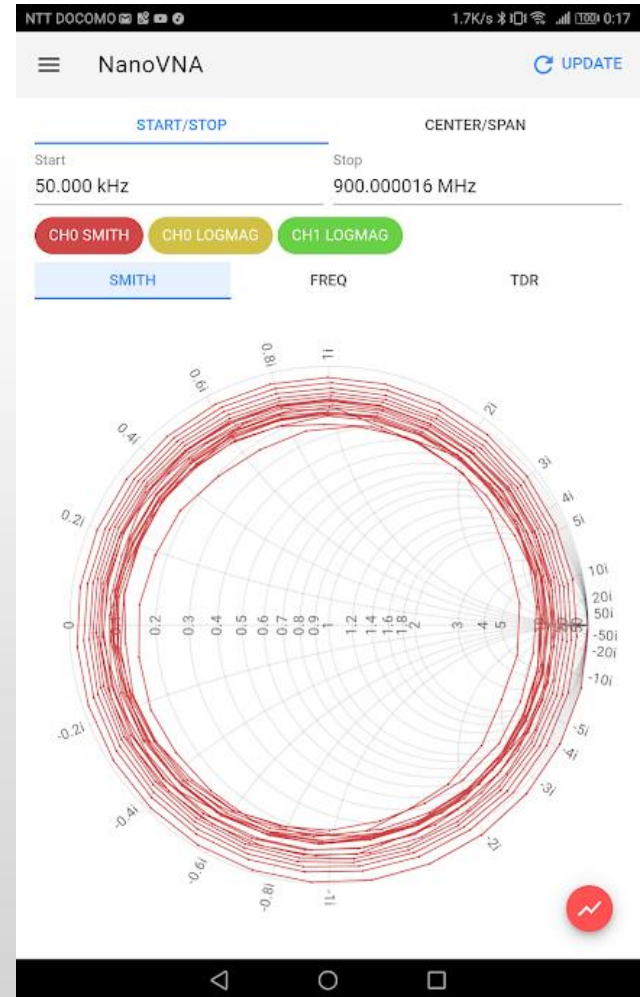 NTT DOCOMO 1.7K/s 100 0:17
NanoVNA UPDATE
START/STOP CENTER/SPAN
Start Stop
50.000 kHz 900.000016 MHz
CH0 SMITH CH0 LOGMAG CH1 LOGMAG
SMITH FREQ TDR
0.2i 0.4i 0.6i 0.8i 1i 2i 3i 4i 5i 10i 20i 50i
0 0.2 0.3 0.4 0.5 0.6 0.7 0.8 0.9 1 1.2 1.4 1.6 1.8 2 3 4 5
-0.2i -0.4i -0.6i -0.8i -1i -2i -3i -4i -5i -10i -20i -50i